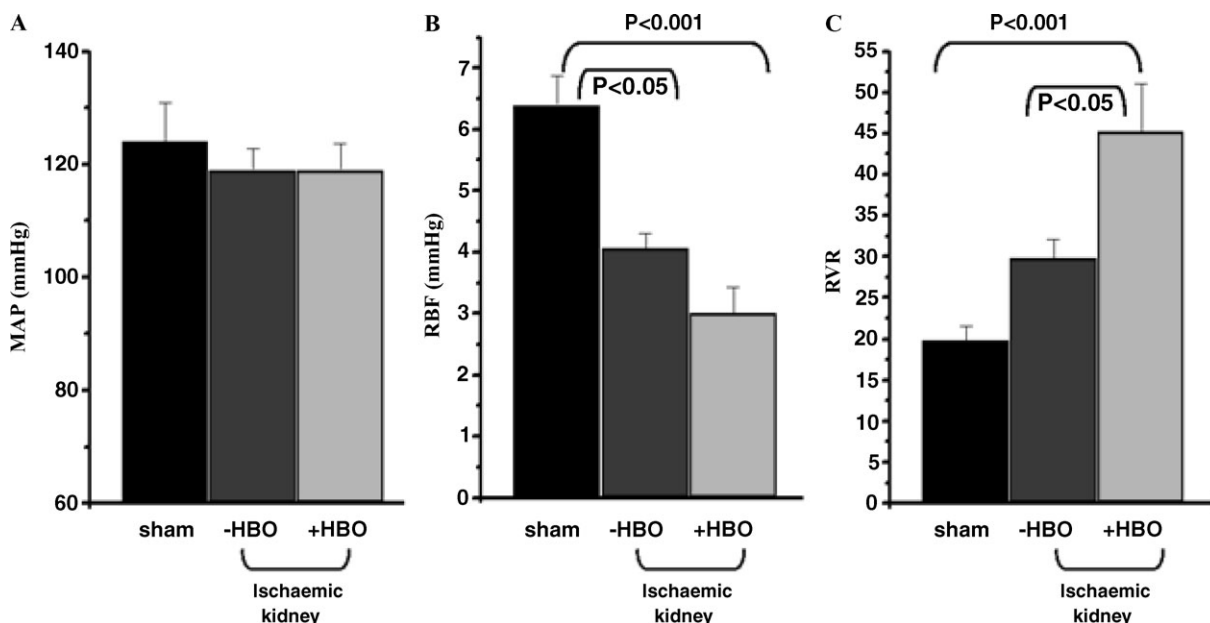 A
MAP (mmHg)
140
120
100
80
60
sham
-HBO
+HBO
Ischaemic
kidney
B
P<0.001
P<0.05
RBF (mmHg)
7
6
5
4
3
2
1
0
sham
-HBO
+HBO
Ischaemic
kidney
C
P<0.001
P<0.05
RVR
55
50
45
40
35
30
25
20
15
10
5
0
sham
-HBO
+HBO
Ischaemic
kidney